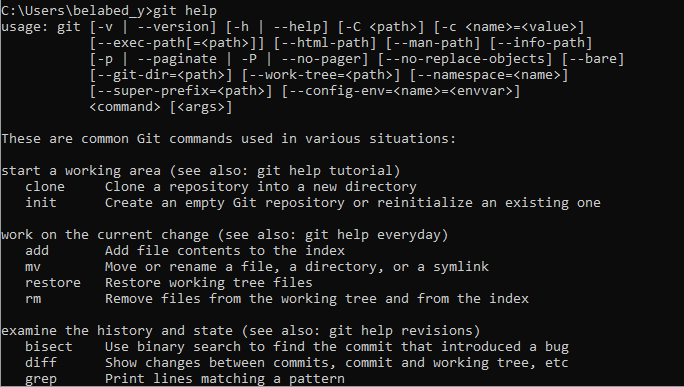 C:\Users\belabed_y>git help
usage: git [-v | --version] [-h | --help] [-C <path>] [-c <name>=<value>]
           [--exec-path[=<path>]] [--html-path] [--man-path] [--info-path]
           [-p | --paginate | -P | --no-pager] [--no-replace-objects] [--bare]
           [--git-dir=<path>] [--work-tree=<path>] [--namespace=<name>]
           [--super-prefix=<path>] [--config-env=<name>=<envvar>]
           <command> [<args>]

These are common Git commands used in various situations:

start a working area (see also: git help tutorial)
   clone     Clone a repository into a new directory
   init      Create an empty Git repository or reinitialize an existing one

work on the current change (see also: git help everyday)
   add       Add file contents to the index
   mv        Move or rename a file, a directory, or a symlink
   restore   Restore working tree files
   rm        Remove files from the working tree and from the index

examine the history and state (see also: git help revisions)
   bisect    Use binary search to find the commit that introduced a bug
   diff      Show changes between commits, commit and working tree, etc
   grep      Print lines matching a pattern